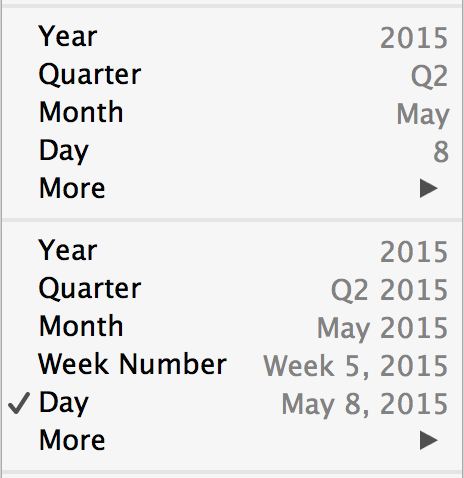 Year 2015
Quarter Q2
Month May
Day 8
More
Year 2015
Quarter Q2 2015
Month May 2015
Week Number Week 5, 2015
Day May 8, 2015
More